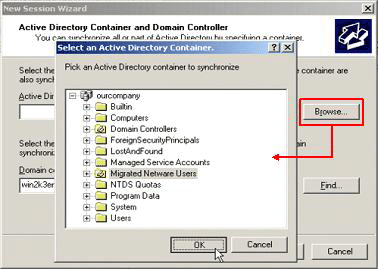 New Session Wizard
Active Directory Container and Domain Controller
You can synchronize all or part of Active Directory by specifying a container.
Select an Active Directory Container.
Pick an Active Directory container to synchronize
Select the
container are
also synchr
Active Dir
Browse...
ourcompany
Builtin
Computers
Domain Controllers
ForeignSecurityPrincipals
LostAndFound
Managed Service Accounts
Migrated Netware Users
NTDS Quotas
Program Data
System
Users
Select the
synchroniz
Domain co
win2k3er
Find...
OK
Cancel
Cancel